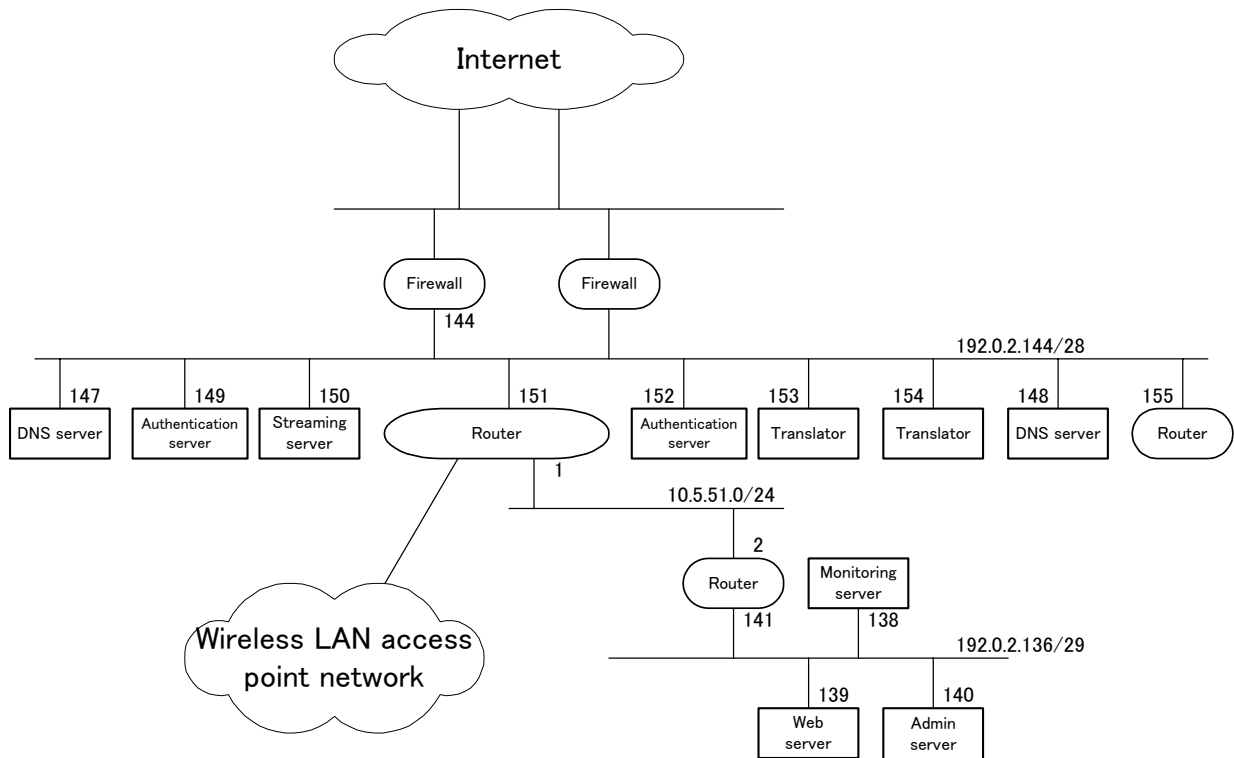 Internet
Firewall
Firewall
144
192.0.2.144/28
147
149
150
151
152
153
154
148
155
DNS server
Authentication
server
Streaming
server
Router
Authentication
server
Translator
Translator
DNS server
Router
1
10.5.51.0/24
2
Router
Monitoring
server
141
138
Wireless LAN access
point network
192.0.2.136/29
139
140
Web
server
Admin
server